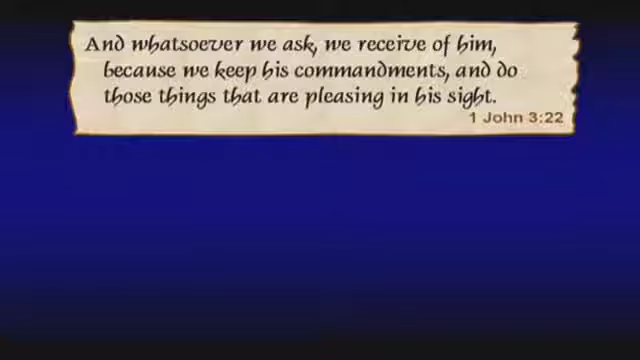 And whatsoever we ask, we receive of him,
because we keep his commandments, and do
those things that are pleasing in his sight.
1 John 3:22